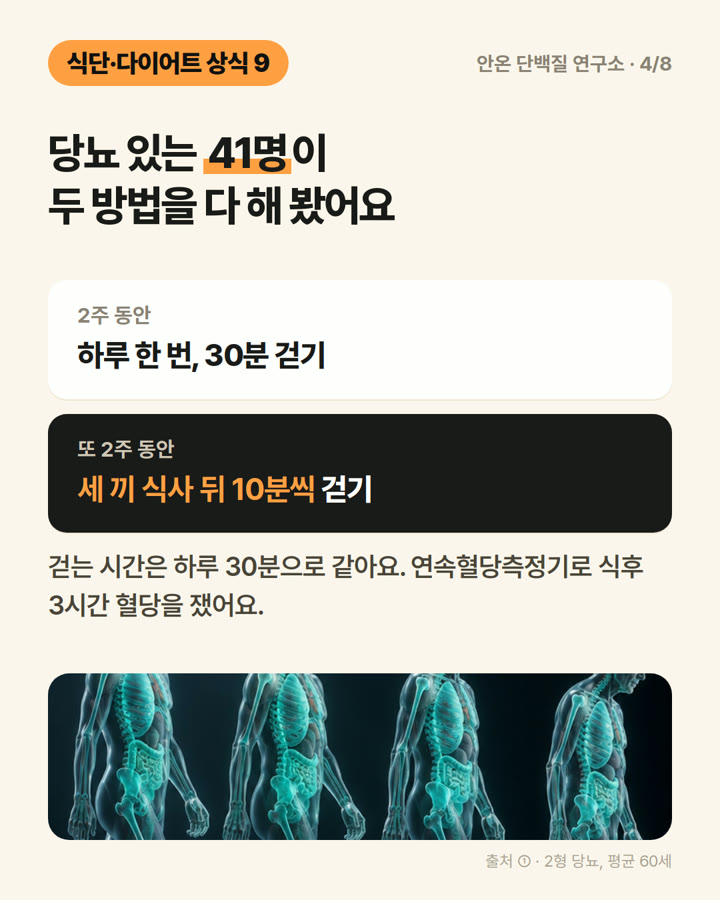 식단·다이어트 상식 9
안온 단백질 연구소 · 4/8
당뇨 있는 41명이
두 방법을 다 해 봤어요
2주 동안
하루 한 번, 30분 걷기
또 2주 동안
세 끼 식사 뒤 10분씩 걷기
걷는 시간은 하루 30분으로 같아요. 연속혈당측정기로 식후
3시간 혈당을 쟀어요.
출처 ① · 2형 당뇨, 평균 60세